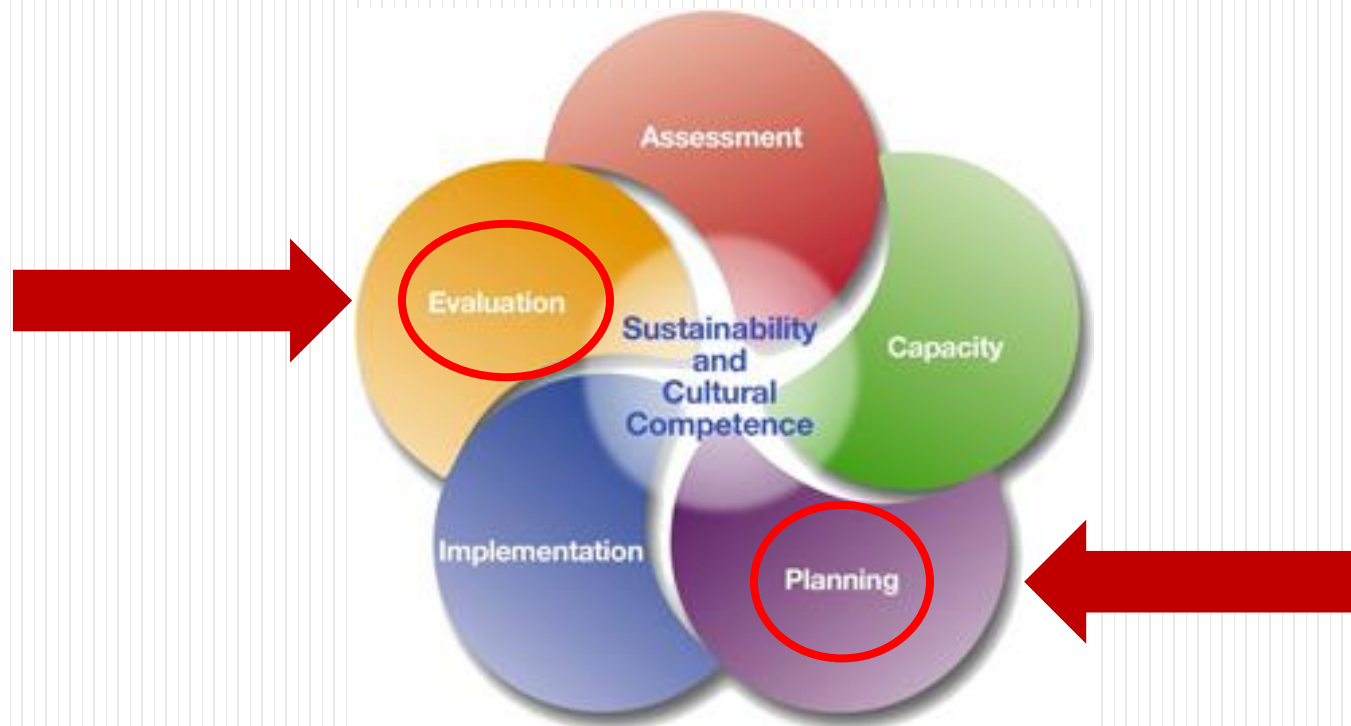 Assessment
Evaluation
Sustainability
and
Cultural
Competence
Capacity
Implementation
Planning